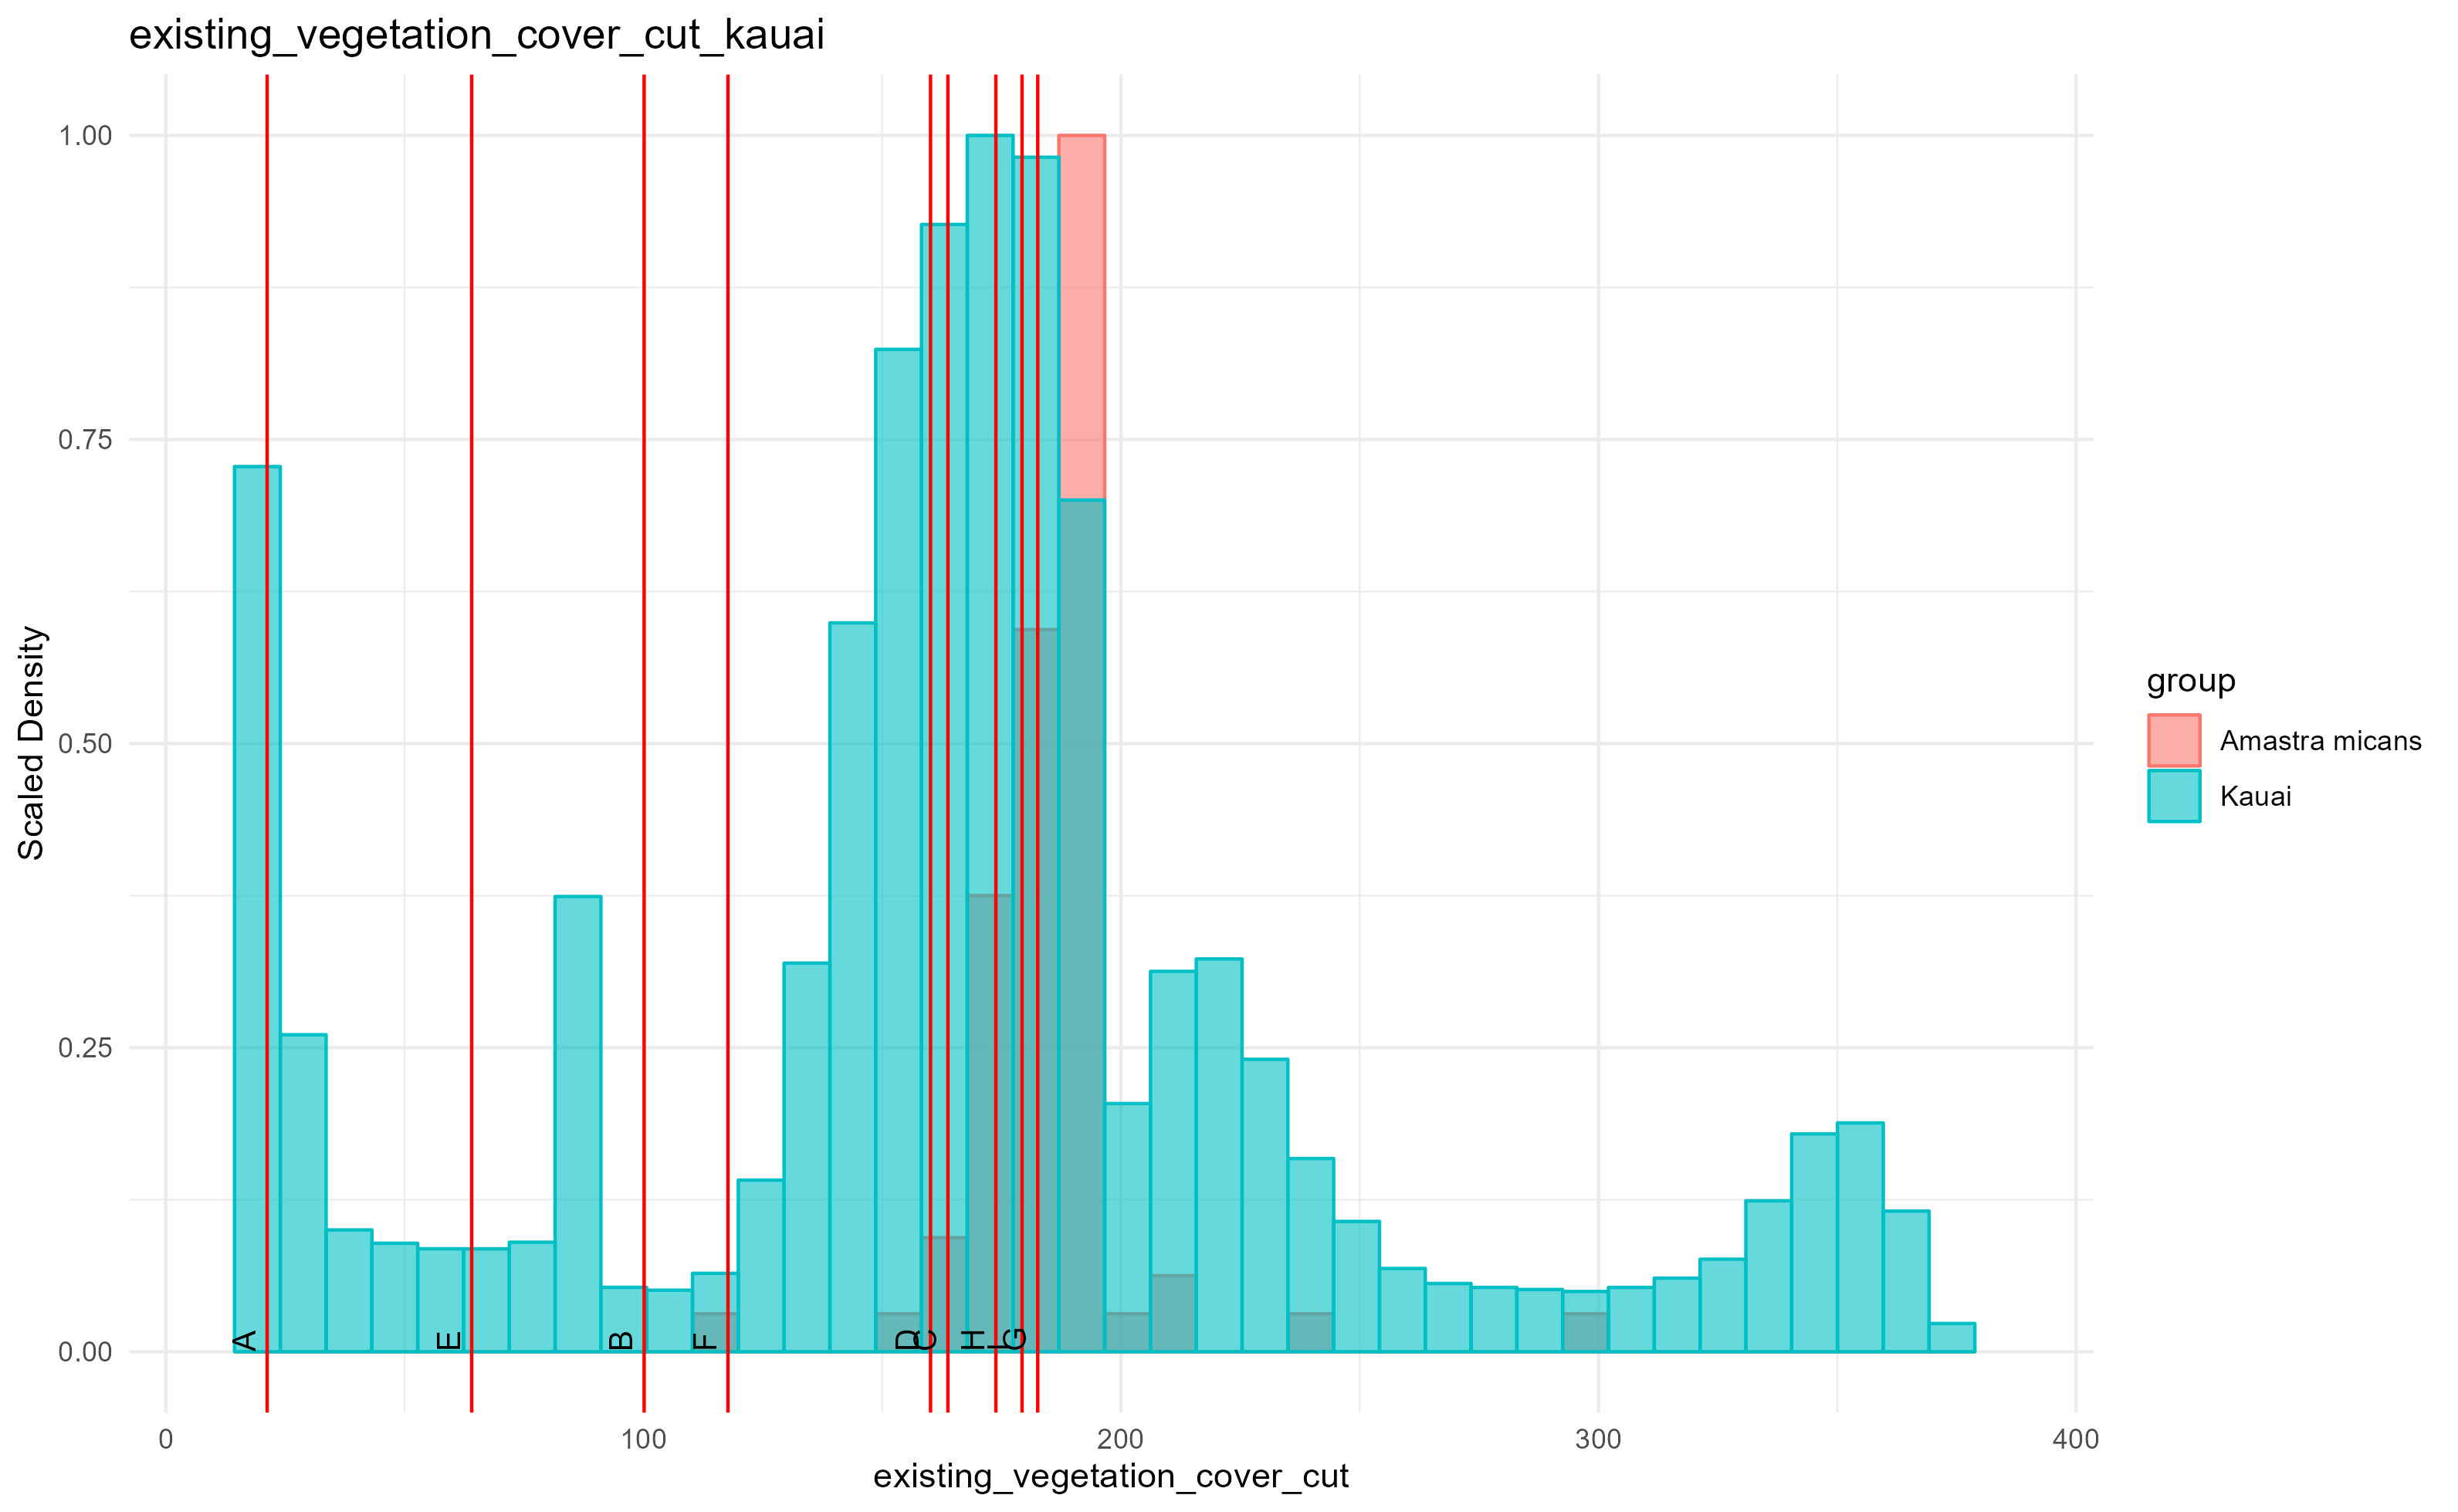 existing_vegetation_cover_cut_kauai
Scaled Density
1.00
0.75
0.50
0.25
0.00
A
E
B
F
D
C
H
I
G
0
100
200
300
400
existing_vegetation_cover_cut
group
Amastra micans
Kauai